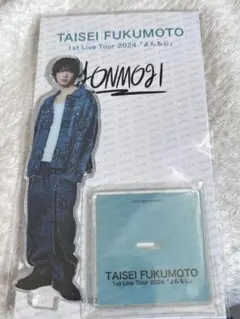 TAISEI FUKUMOTO
1st Live Tour 2024「よんもじ」
YONMOJI
TAISEI FUKUMOTO
1st Live Tour 2024「よんもじ」